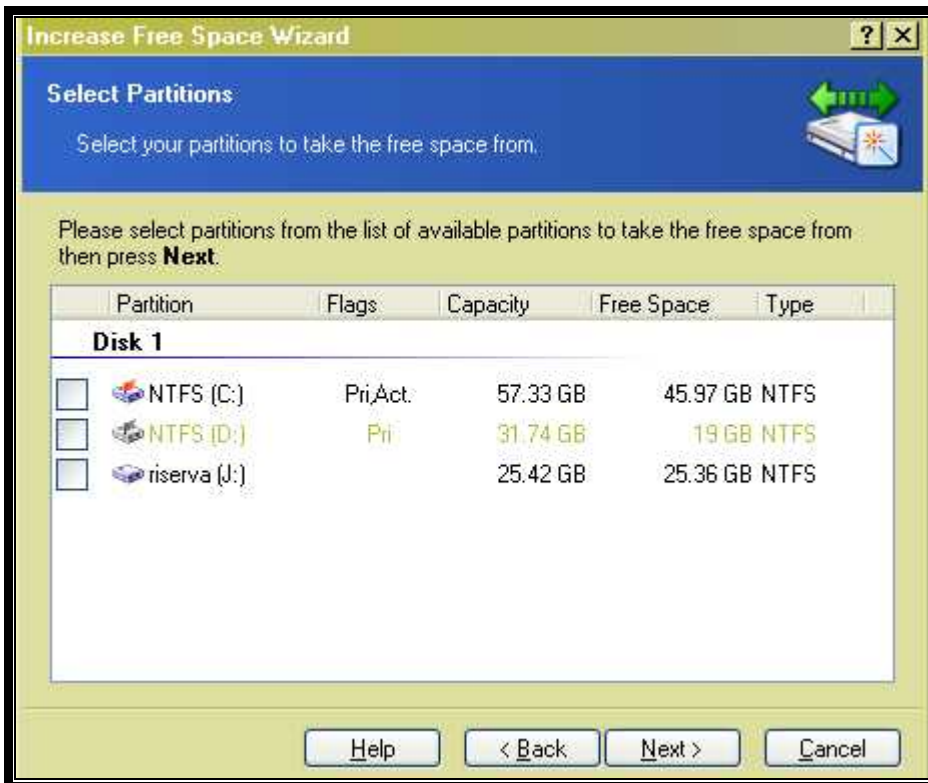 Increase Free Space Wizard
Select Partitions
Select your partitions to take the free space from.
Please select partitions from the list of available partitions to take the free space from
then press Next.
Partition Flags Capacity Free Space Type
Disk 1
NTFS (C:) Pri,Act. 57.33 GB 45.97 GB NTFS
NTFS (D:) Pri 31.74 GB 19 GB NTFS
riserva (J:) 25.42 GB 25.36 GB NTFS
Help < Back Next > Cancel